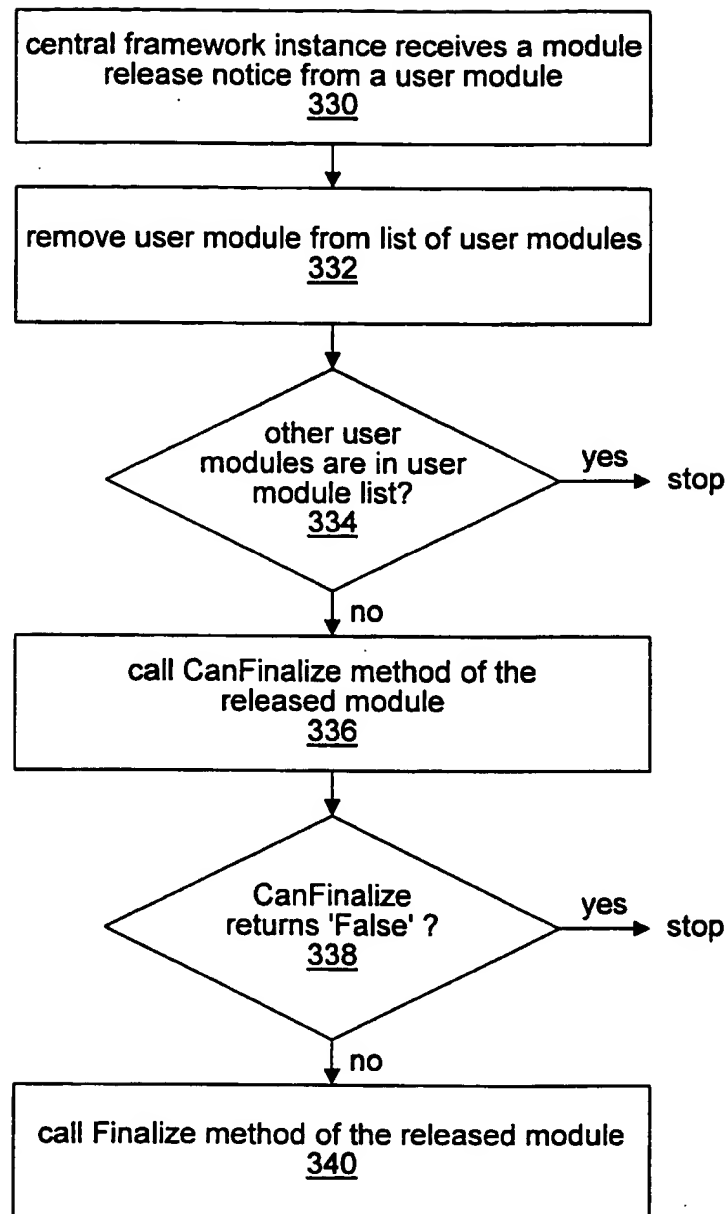 central framework instance receives a module
release notice from a user module
330
remove user module from list of user modules
332
other user
modules are in user
module list?
334
yes
stop
no
call CanFinalize method of the
released module
336
CanFinalize
returns 'False' ?
338
yes
stop
no
call Finalize method of the released module
340